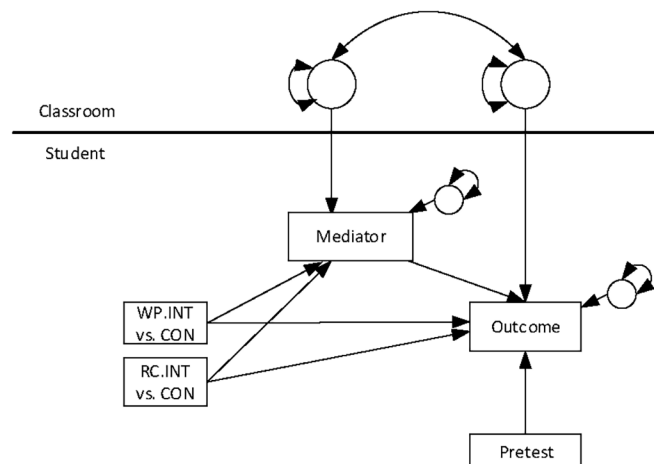 Classroom
Student
Mediator
WP.INT
vs. CON
Outcome
RC.INT
vs. CON
Pretest